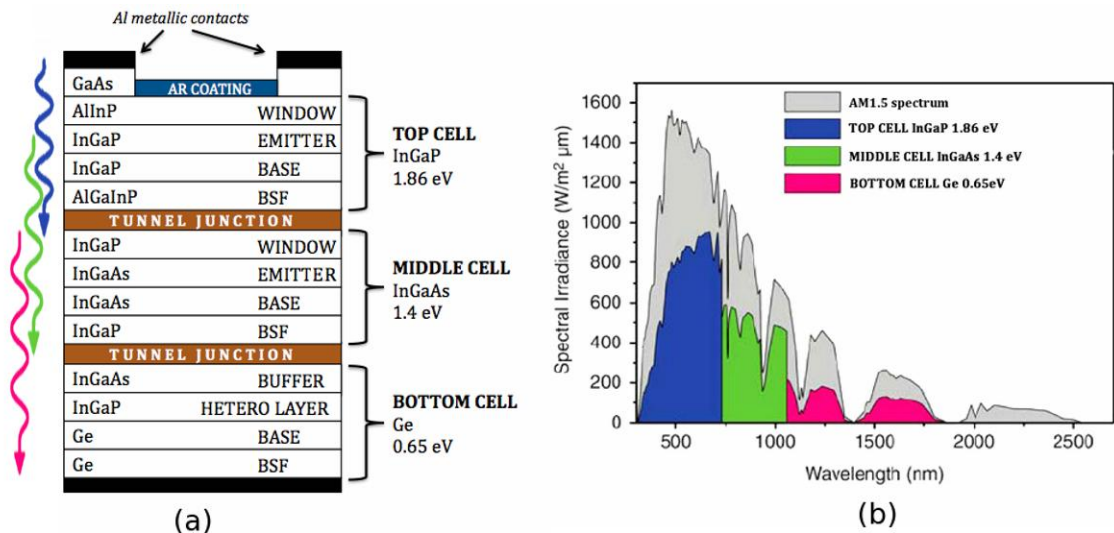 Al metallic contacts
GaAs
AR COATING
AlInP WINDOW
InGaP EMITTER
InGaP BASE
AlGaInP BSF
TOP CELL
InGaP
1.86 eV
TUNNEL JUNCTION
InGaP WINDOW
InGaAs EMITTER
InGaAs BASE
InGaP BSF
MIDDLE CELL
InGaAs
1.4 eV
TUNNEL JUNCTION
InGaAs BUFFER
InGaP HETERO LAYER
Ge BASE
Ge BSF
BOTTOM CELL
Ge
0.65 eV
(a)
Spectral Irradiance (W/m² µm)
1600
1400
1200
1000
800
600
400
200
0
AM1.5 spectrum
TOP CELL InGaP 1.86 eV
MIDDLE CELL InGaAs 1.4 eV
BOTTOM CELL Ge 0.65eV
500 1000 1500 2000 2500
Wavelength (nm)
(b)